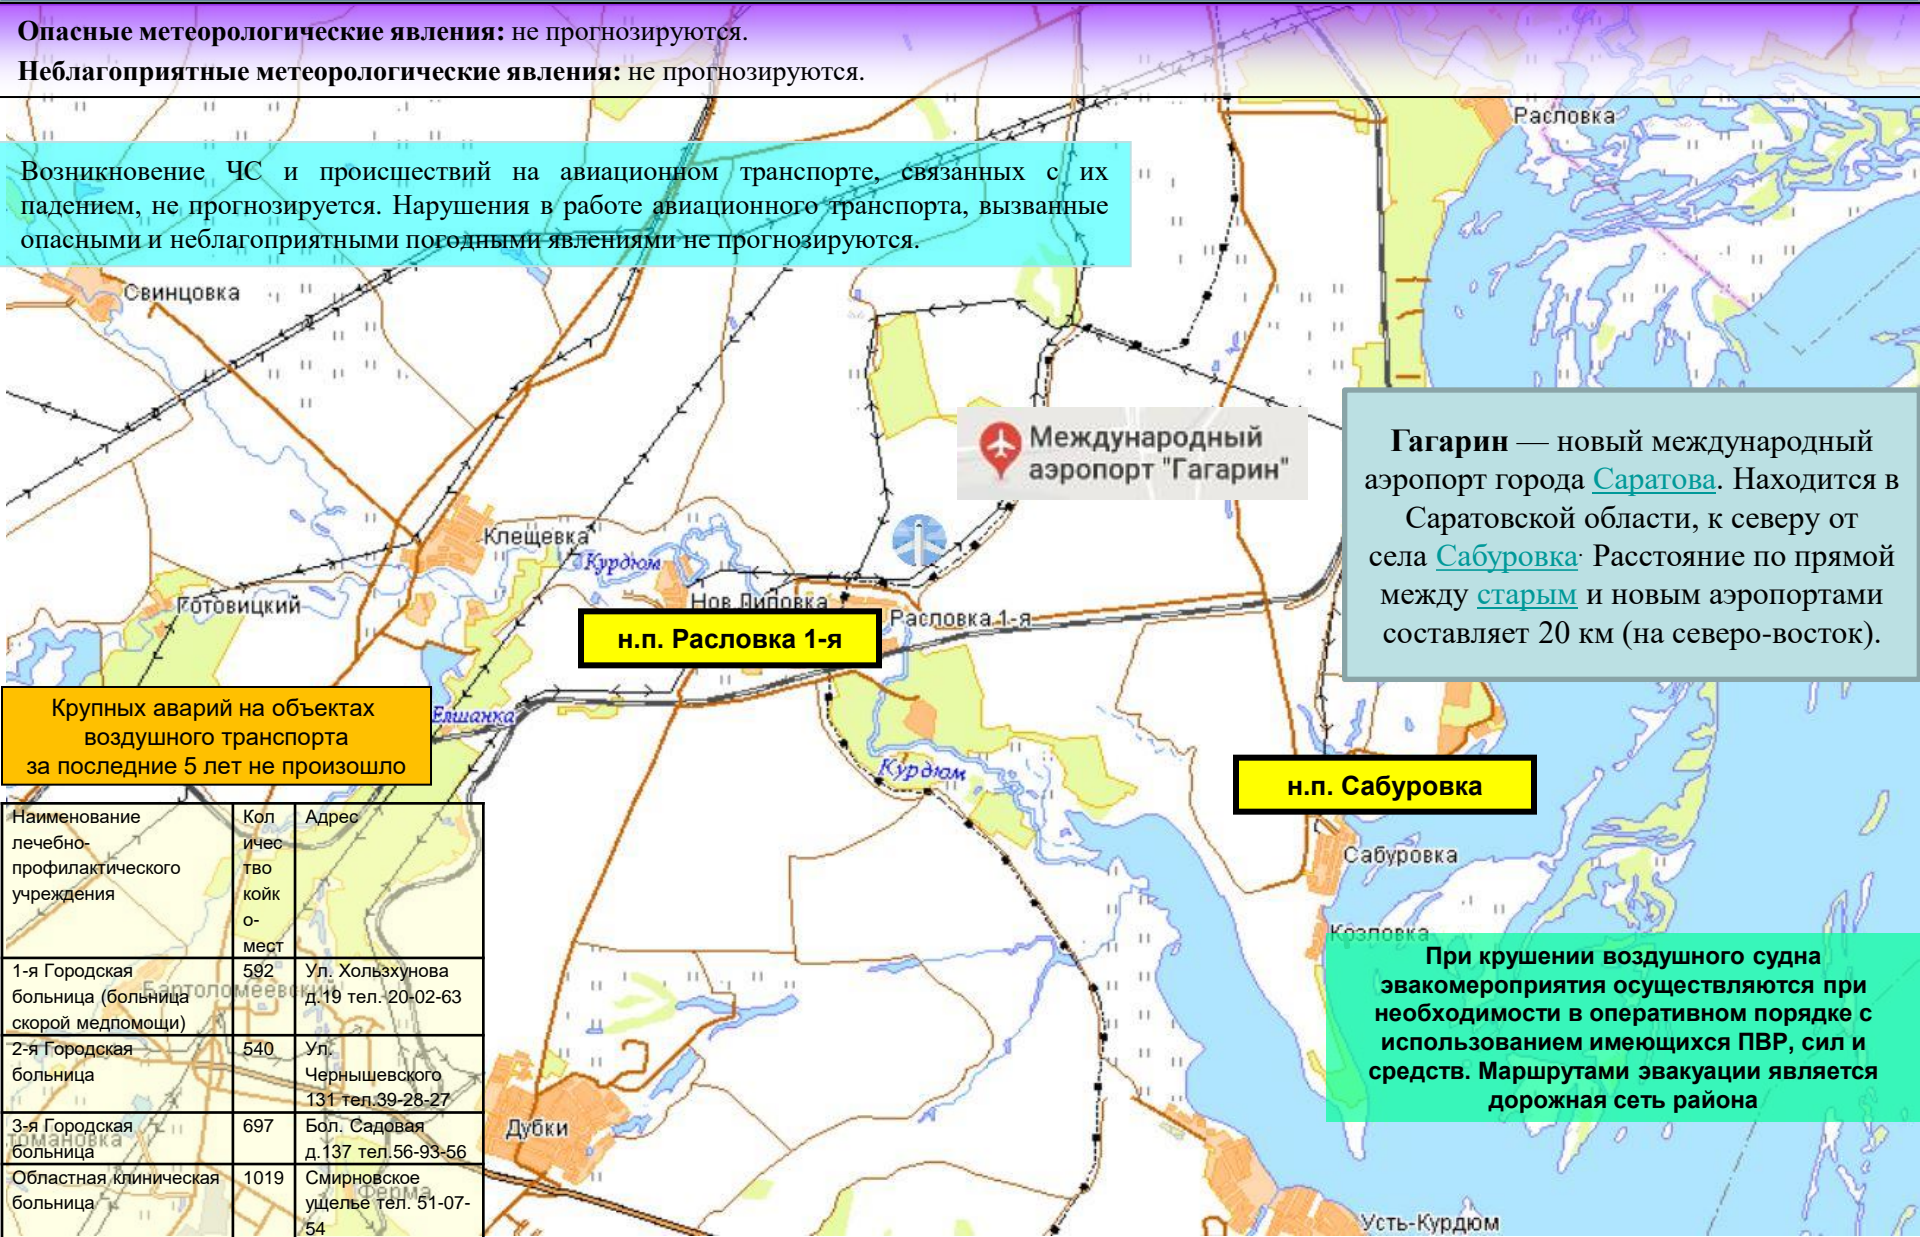 Опасные метеорологические явления: не прогнозируются.
Неблагоприятные метеорологические явления: не прогнозируются.
Расловка
Возникновение ЧС и происшествий на авиационном транспорте, связанных с их
падением, не прогнозируется. Нарушения в работе авиационного транспорта, вызванные
опасными и неблагоприятными погодными явлениями не прогнозируются.
Свинцовка
Международный
аэропорт "Гагарин"
Гагарин — новый международный
аэропорт города Саратова. Находится в
Саратовской области, к северу от
села Сабуровка. Расстояние по прямой
между старым и новым аэропортами
составляет 20 км (на северо-восток).
Клещевка
Курдюм
Готовицкий
Нов.Липовка
Расловка 1-я
н.п. Расловка 1-я
Елшанка
Крупных аварий на объектах
воздушного транспорта
за последние 5 лет не произошло
Курдюм
н.п. Сабуровка
Сабуровка
Козловка
Наименование
лечебно-
профилактического
учреждения
Кол
ичес
тво
койк
о-
мест
Адрес
1-я Городская
больница (больница
скорой медпомощи)
592
Ул. Хользхунова
д.19 тел. 20-02-63
Бартоломеевский
2-я Городская
больница
540
Ул.
Чернышевского
131 тел.39-28-27
3-я Городская
больница
697
Бол. Садовая
д.137 тел.56-93-56
Областная клиническая
больница
1019
Смирновское
ущелье тел. 51-07-
54
Ферма
Дубки
При крушении воздушного судна
эвакомероприятия осуществляются при
необходимости в оперативном порядке с
использованием имеющихся ПВР, сил и
средств. Маршрутами эвакуации является
дорожная сеть района
Усть-Курдюм